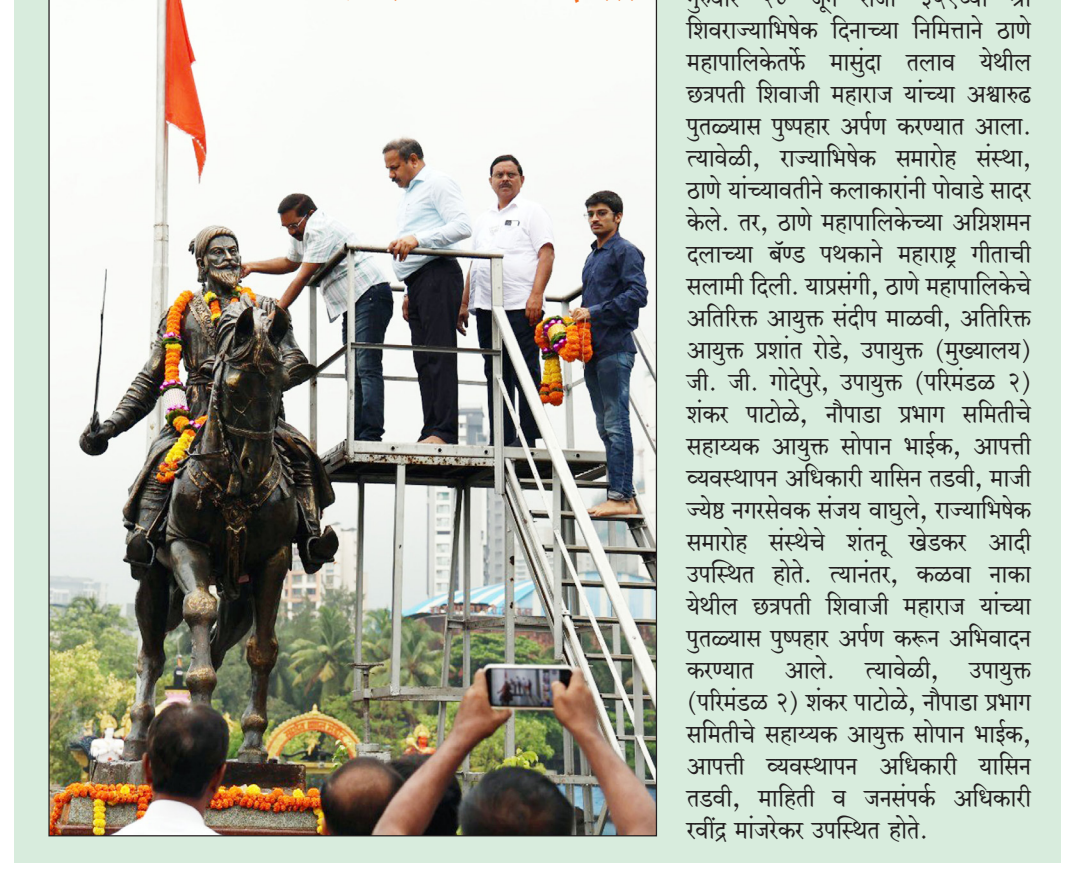 शिवराज्याभिषेक दिनाच्या निमित्ताने ठाणे
महापालिकेतर्फे मासुंदा तलाव येथील
छत्रपती शिवाजी महाराज यांच्या अश्वारुढ
पुतळ्यास पुष्पहार अर्पण करण्यात आला.
त्यावेळी, राज्याभिषेक समारोह संस्था,
ठाणे यांच्यावतीने कलाकारांनी पोवाडे सादर
केले. तर, ठाणे महापालिकेच्या अग्निशमन
दलाच्या बॅण्ड पथकाने महाराष्ट्र गीताची
सलामी दिली. याप्रसंगी, ठाणे महापालिकेचे
अतिरिक्त आयुक्त संदीप माळवी, अतिरिक्त
आयुक्त प्रशांत रोडे, उपायुक्त (मुख्यालय)
जी. जी. गोदेपुरे, उपायुक्त (परिमंडळ २)
शंकर पाटोळे, नौपाडा प्रभाग समितीचे
सहाय्यक आयुक्त सोपान भाईक, आपत्ती
व्यवस्थापन अधिकारी यासिन तडवी, माजी
ज्येष्ठ नगरसेवक संजय वाघुले, राज्याभिषेक
समारोह संस्थेचे शंतनू खेडकर आदी
उपस्थित होते. त्यानंतर, कळवा नाका
येथील छत्रपती शिवाजी महाराज यांच्या
पुतळ्यास पुष्पहार अर्पण करून अभिवादन
करण्यात आले. त्यावेळी, उपायुक्त
(परिमंडळ २) शंकर पाटोळे, नौपाडा प्रभाग
समितीचे सहाय्यक आयुक्त सोपान भाईक,
आपत्ती व्यवस्थापन अधिकारी यासिन
तडवी, माहिती व जनसंपर्क अधिकारी
रवींद्र मांजरेकर उपस्थित होते.